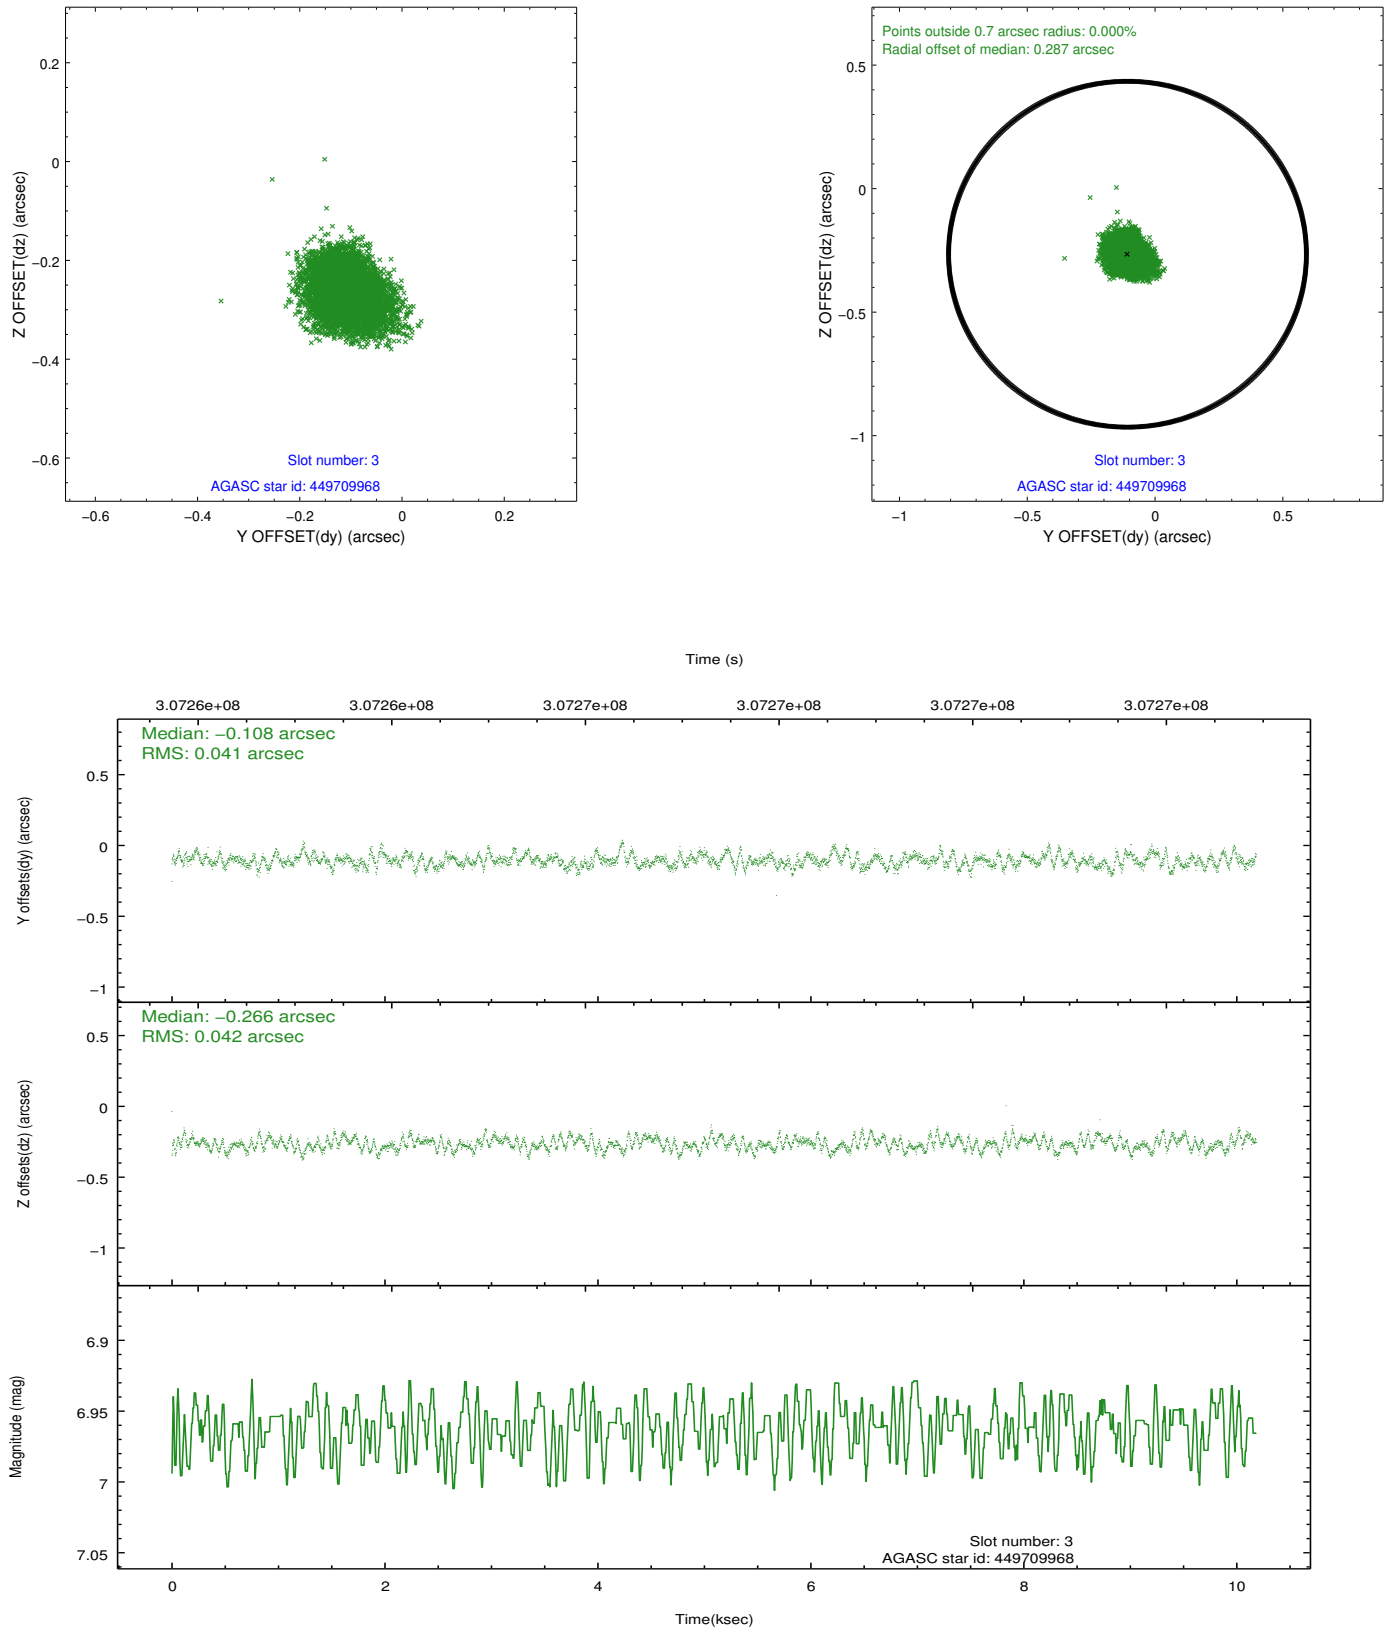 0.2
0
−0.2
−0.4
−0.6
Z OFFSET(dz) (arcsec)
Slot number: 3
AGASC star id: 449709968
−0.6 −0.4 −0.2 0 0.2
Y OFFSET(dy) (arcsec)
Points outside 0.7 arcsec radius: 0.000%
Radial offset of median: 0.287 arcsec
0.5
0
−0.5
−1
Z OFFSET(dz) (arcsec)
Slot number: 3
AGASC star id: 449709968
−1 −0.5 0 0.5
Y OFFSET(dy) (arcsec)
Time (s)
3.0726e+08 3.0726e+08 3.0727e+08 3.0727e+08 3.0727e+08 3.0727e+08
Median: −0.108 arcsec
RMS: 0.041 arcsec
0.5
0
−0.5
−1
Y offsets(dy) (arcsec)
Median: −0.266 arcsec
RMS: 0.042 arcsec
0.5
0
−0.5
−1
Z offsets(dz) (arcsec)
6.9
6.95
7
7.05
Magnitude (mag)
Slot number: 3
AGASC star id: 449709968
0 2 4 6 8 10
Time(ksec)